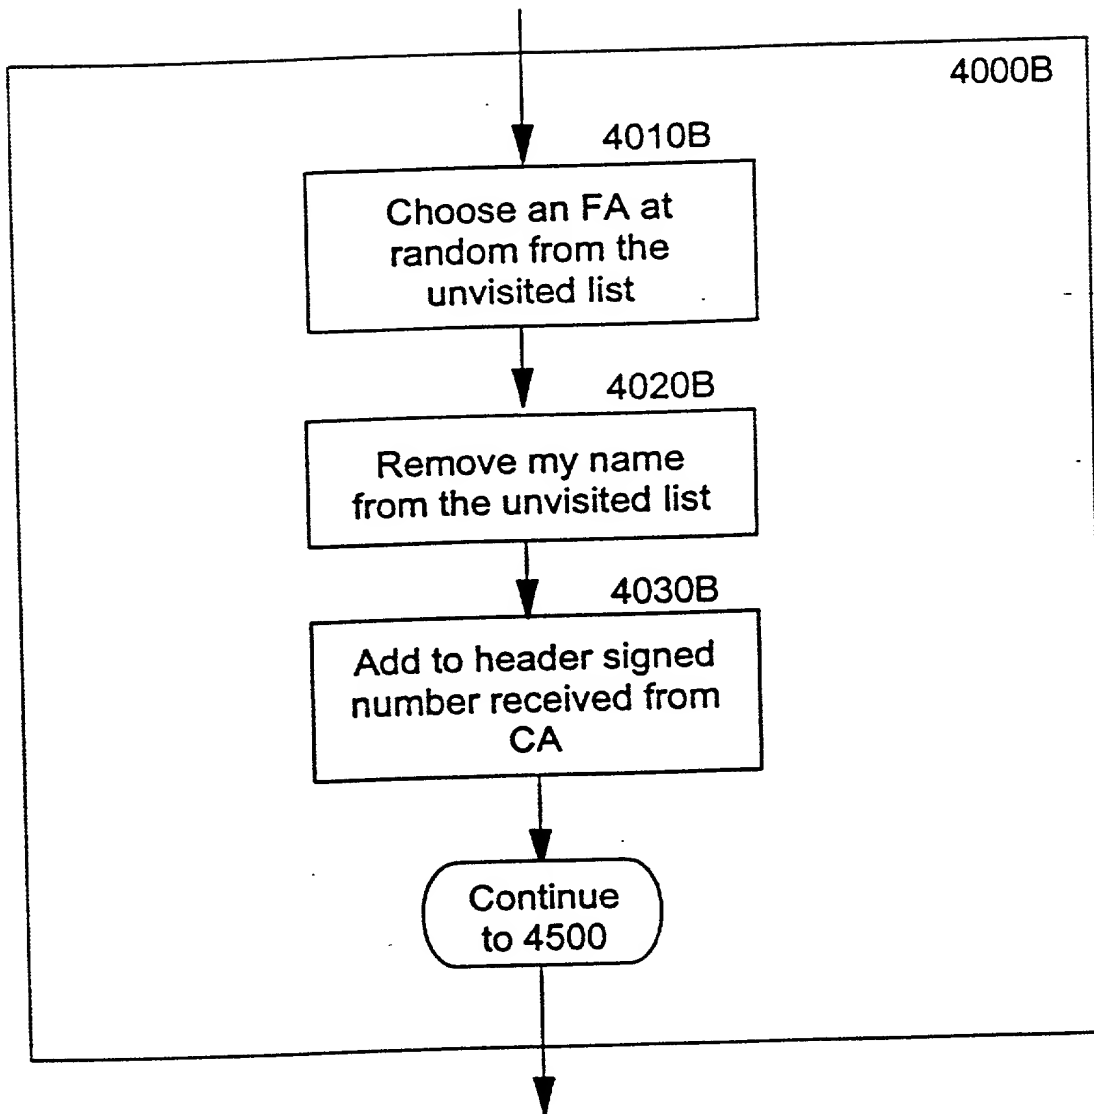 4000B
4010B
Choose an FA at
random from the
unvisited list
4020B
Remove my name
from the unvisited list
4030B
Add to header signed
number received from
CA
Continue
to 4500